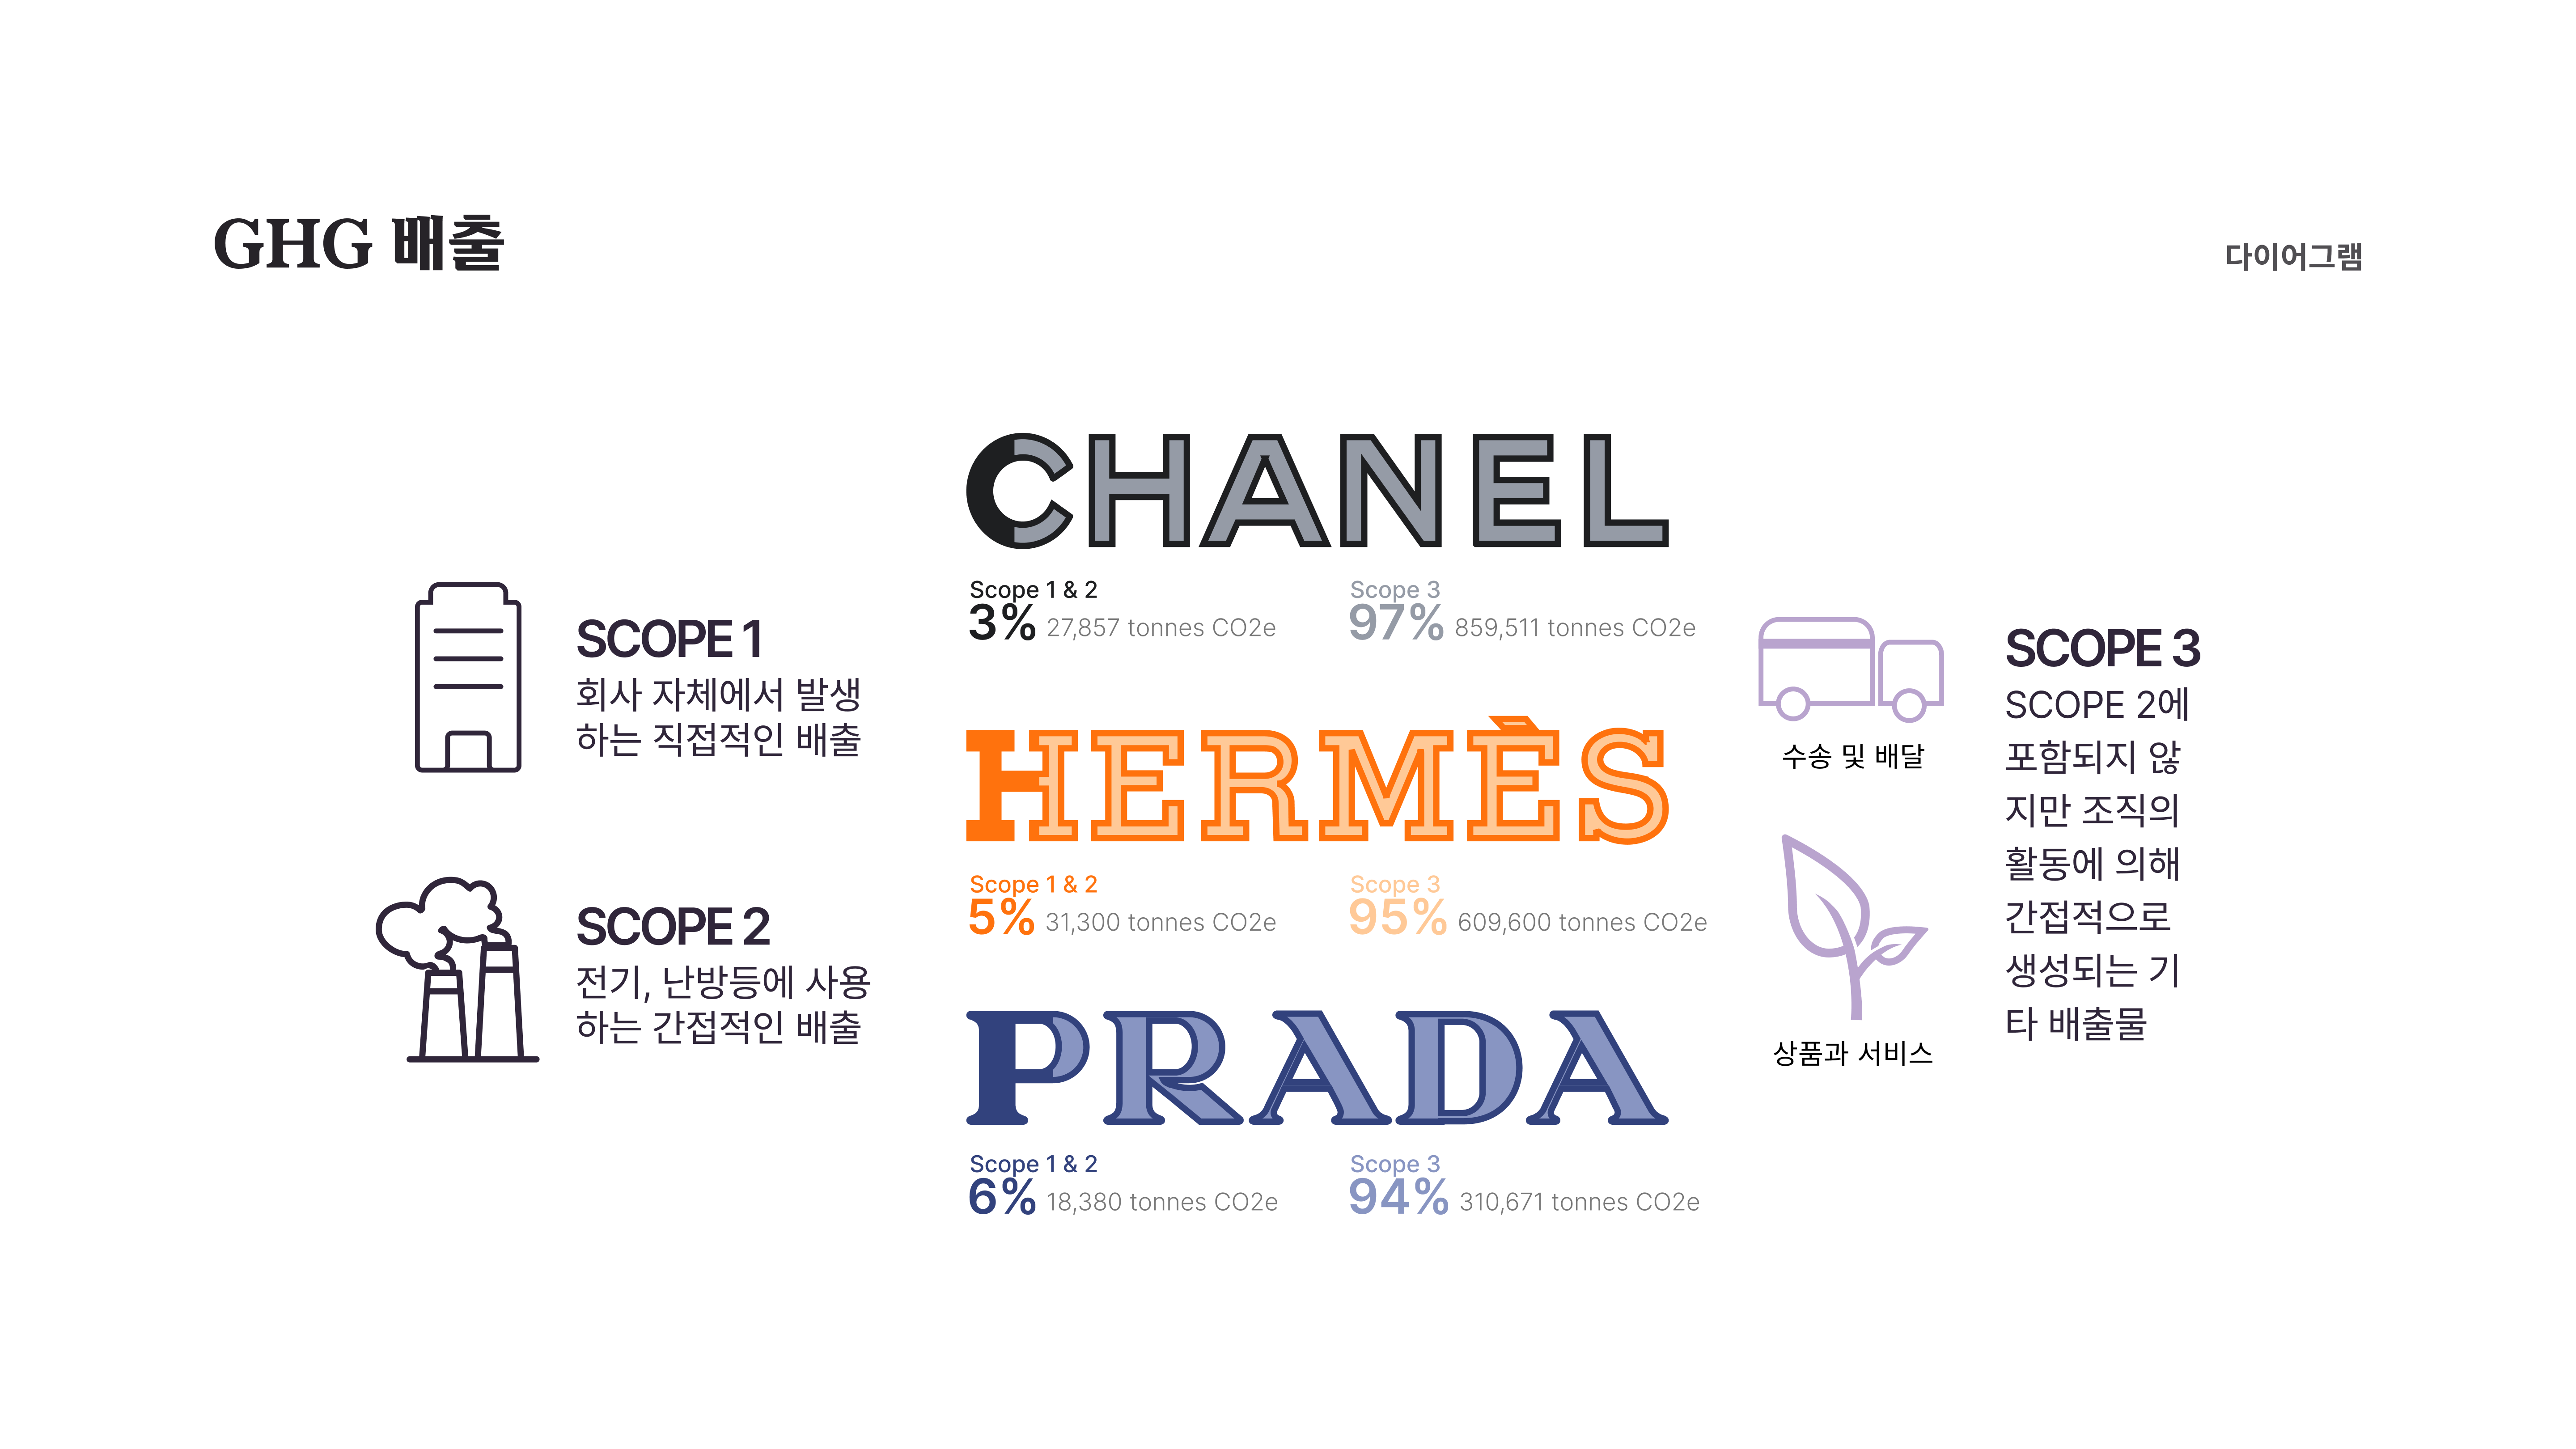 GHG 배출
다이어그램
SCOPE 1
회사 자체에서 발생
하는 직접적인 배출
SCOPE 2
전기, 난방등에 사용
하는 간접적인 배출
CHANEL
Scope 1 & 2
3% 27,857 tonnes CO2e
Scope 3
97% 859,511 tonnes CO2e
HERMÈS
Scope 1 & 2
5% 31,300 tonnes CO2e
Scope 3
95% 609,600 tonnes CO2e
PRADA
Scope 1 & 2
6% 18,380 tonnes CO2e
Scope 3
94% 310,671 tonnes CO2e
수송 및 배달
상품과 서비스
SCOPE 3
SCOPE 2에
포함되지 않
지만 조직의
활동에 의해
간접적으로
생성되는 기
타 배출물